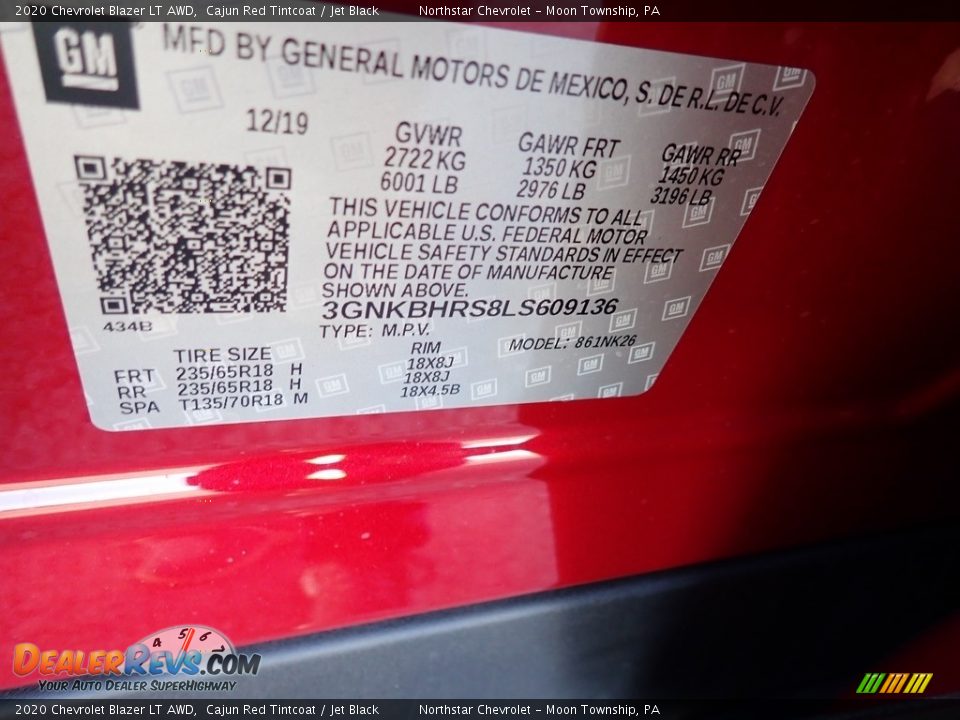 2020 Chevrolet Blazer LT AWD, Cajun Red Tintcoat / Jet Black Northstar Chevrolet - Moon Township, PA
GM
MFD BY GENERAL MOTORS DE MEXICO, S. DE R.L. DE C.V.
12/19
GVWR GAWR FRT GAWR RR
2722 KG 1350 KG 1450 KG
6001 LB 2976 LB 3196 LB
THIS VEHICLE CONFORMS TO ALL
APPLICABLE U.S. FEDERAL MOTOR
VEHICLE SAFETY STANDARDS IN EFFECT
ON THE DATE OF MANUFACTURE
SHOWN ABOVE.
3GNKBHRS8LS609136
434B
TYPE: M.P.V. MODEL: 861NK26
TIRE SIZE RIM
FRT 235/65R18 H 18X8J
RR 235/65R18 H 18X8J
SPA T135/70R18 M 18X4.5B
4 5 6
DEALERREVS.COM
YOUR AUTO DEALER SUPERHIGHWAY
2020 Chevrolet Blazer LT AWD, Cajun Red Tintcoat / Jet Black Northstar Chevrolet - Moon Township, PA